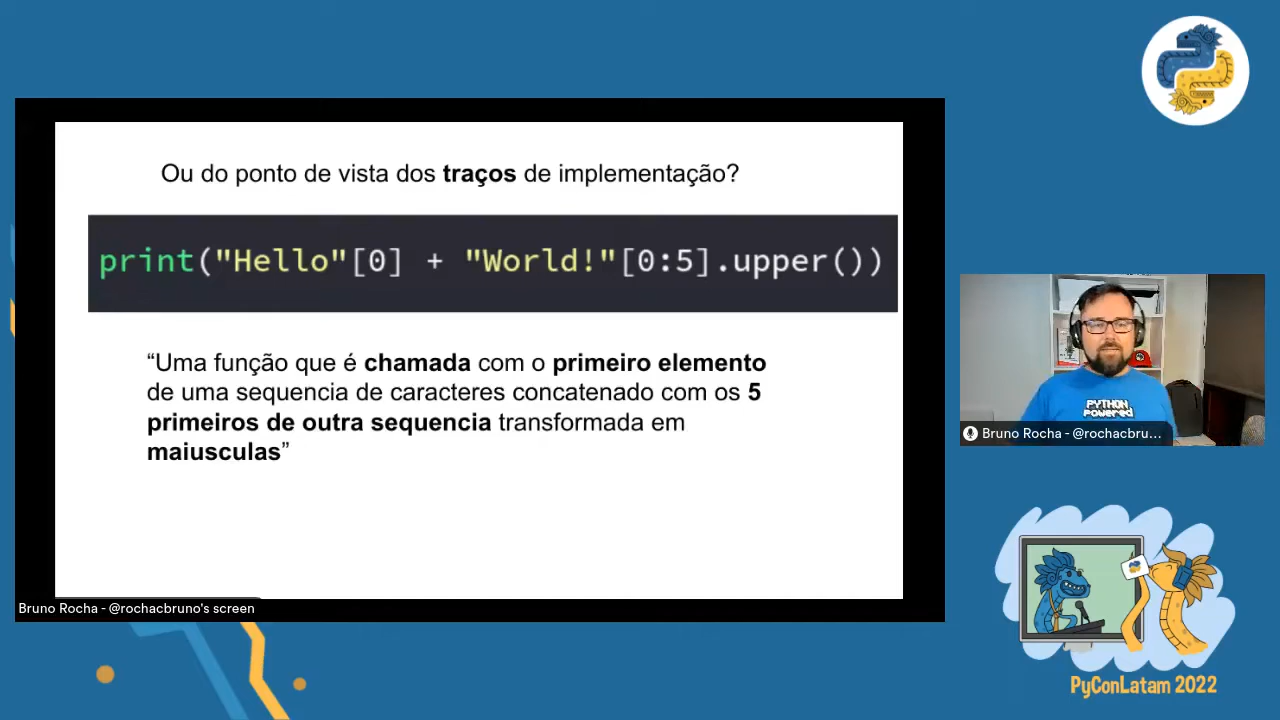 Ou do ponto de vista dos traços de implementação?
print("Hello"[0] + "World!"[0:5].upper())
“Uma função que é chamada com o primeiro elemento
de uma sequencia de caracteres concatenado com os 5
primeiros de outra sequencia transformada em
maiusculas”
Bruno Rocha - @rochacbruno's screen
PYTHON
POWERED
Bruno Rocha - @rochacbru...
PyConLatam 2022